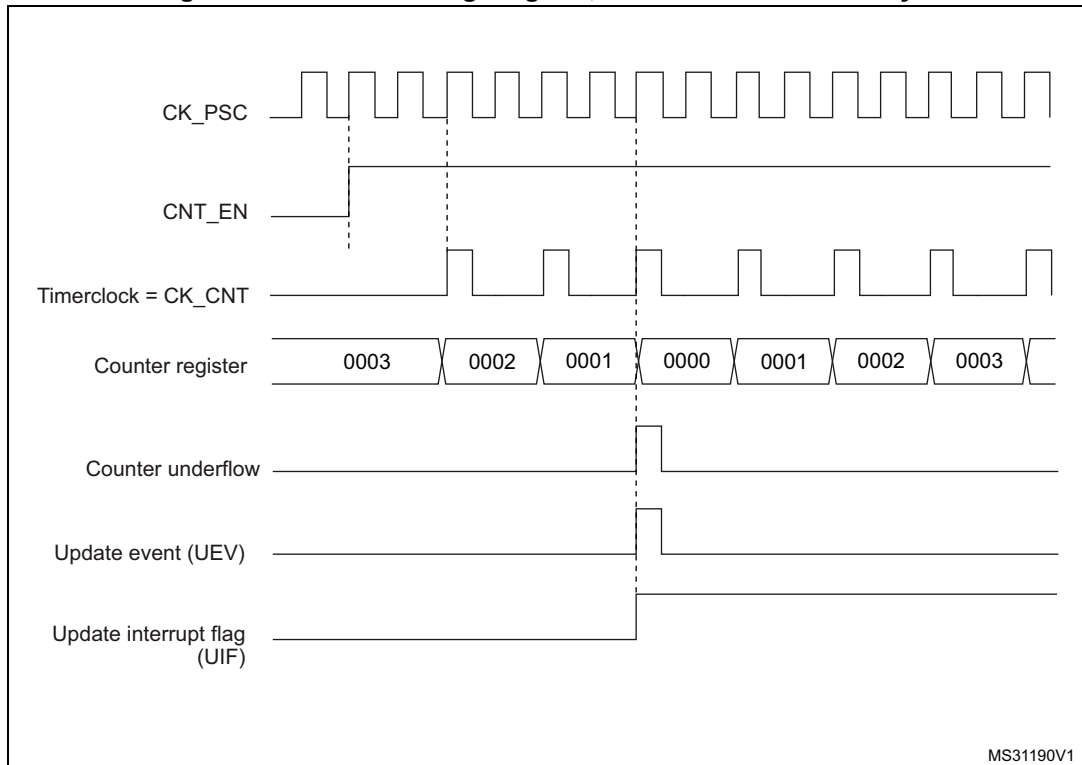 CK_PSC
CNT_EN
Timerclock = CK_CNT
Counter register
0003 0002 0001 0000 0001 0002 0003
Counter underflow
Update event (UEV)
Update interrupt flag
(UIF)
MS31190V1